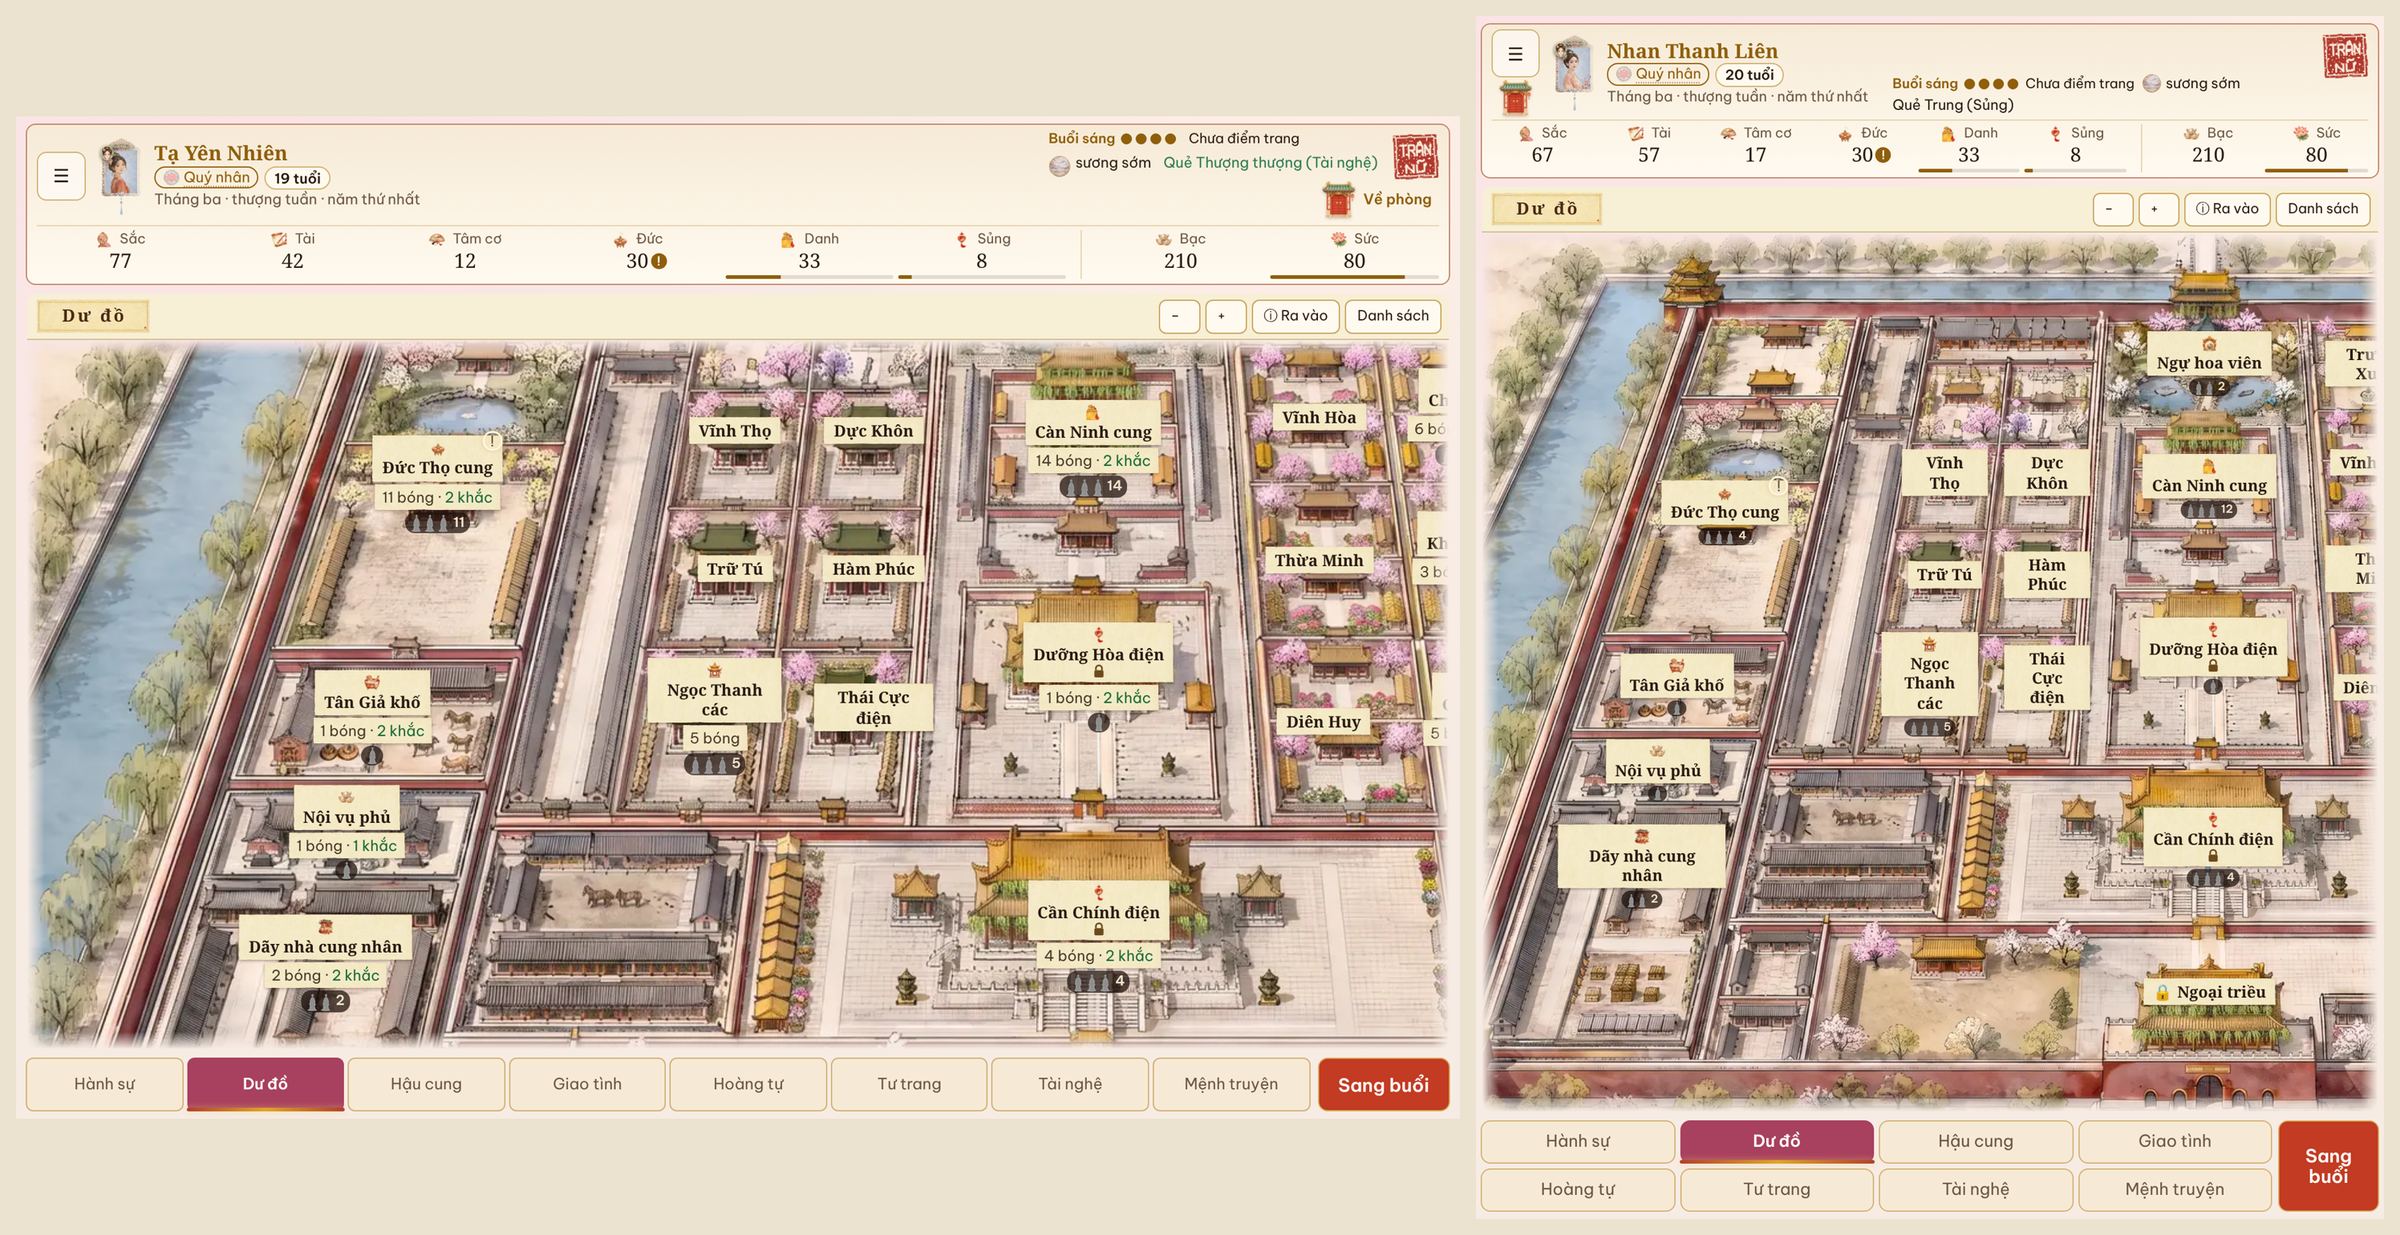 Tạ Yên Nhiên
Quý nhân
19 tuổi
Tháng ba · thượng tuần · năm thứ nhất
Buổi sáng
Chưa điểm trang
sương sớm
Quẻ Thượng thượng (Tài nghệ)
TRÂN NỮ
Về phòng
Sắc
77
Tài
42
Tâm cơ
12
Đức
30 !
Danh
33
Sủng
8
Bạc
210
Sức
80
Dư đồ
-
+
ⓘ Ra vào
Danh sách
Đức Thọ cung
!
11 bóng · 2 khắc
11
Vĩnh Thọ
Dực Khôn
Càn Ninh cung
14 bóng · 2 khắc
14
Vĩnh Hòa
6 bó
Trữ Tú
Hàm Phúc
Thừa Minh
Tân Giả khố
1 bóng · 2 khắc
Ngọc Thanh
các
5 bóng
5
Thái Cực
điện
Dưỡng Hòa điện
1 bóng · 2 khắc
Diên Huy
Nội vụ phủ
1 bóng · 1 khắc
Dãy nhà cung nhân
2 bóng · 2 khắc
2
Cần Chính điện
4 bóng · 2 khắc
4
Hành sự
Dư đồ
Hậu cung
Giao tình
Hoàng tự
Tư trang
Tài nghệ
Mệnh truyện
Sang buổi
Nhan Thanh Liên
Quý nhân
20 tuổi
Tháng ba · thượng tuần · năm thứ nhất
Buổi sáng
Chưa điểm trang
sương sớm
Quẻ Trung (Sủng)
TRÂN NỮ
Sắc
67
Tài
57
Tâm cơ
17
Đức
30 !
Danh
33
Sủng
8
Bạc
210
Sức
80
Dư đồ
-
+
ⓘ Ra vào
Danh sách
Ngự hoa viên
2
Vĩnh
Thọ
Dực
Khôn
Càn Ninh cung
12
Đức Thọ cung
!
4
Trữ Tú
Hàm
Phúc
Tân Giả khố
Ngọc
Thanh
các
5
Thái
Cực
điện
Dưỡng Hòa điện
Nội vụ phủ
Dãy nhà cung
nhân
2
Cần Chính điện
4
Ngoại triều
Hành sự
Dư đồ
Hậu cung
Giao tình
Hoàng tự
Tư trang
Tài nghệ
Mệnh truyện
Sang
buổi